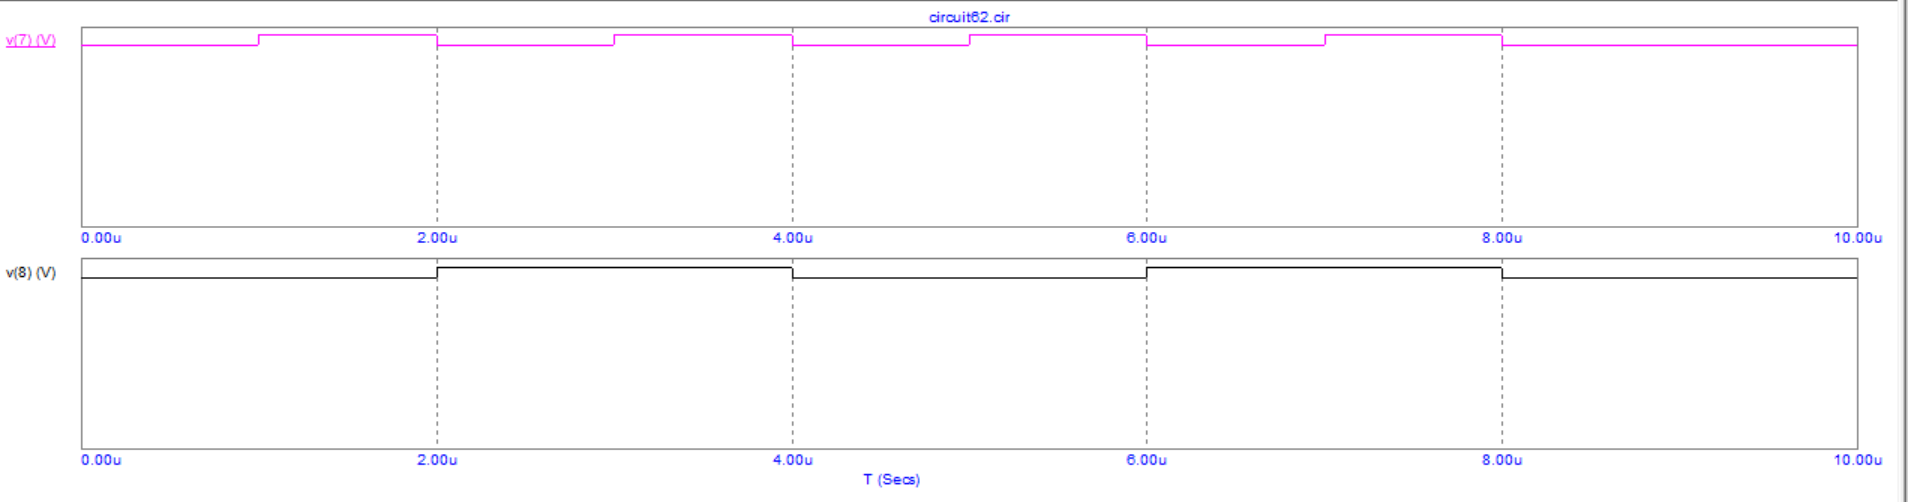 circuit62.cir
v(7) (V)
0.00u 2.00u 4.00u 6.00u 8.00u 10.00u
v(8) (V)
0.00u 2.00u 4.00u 6.00u 8.00u 10.00u
T (Secs)